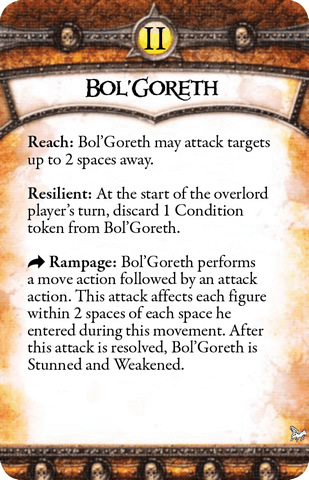 II
BOL'GORETH
Reach: Bol'Goreth may attack targets
up to 2 spaces away.
Resilient: At the start of the overlord
player's turn, discard 1 Condition
token from Bol'Goreth.
Rampage: Bol'Goreth performs
a move action followed by an attack
action. This attack affects each figure
within 2 spaces of each space he
entered during this movement. After
this attack is resolved, Bol'Goreth is
Stunned and Weakened.